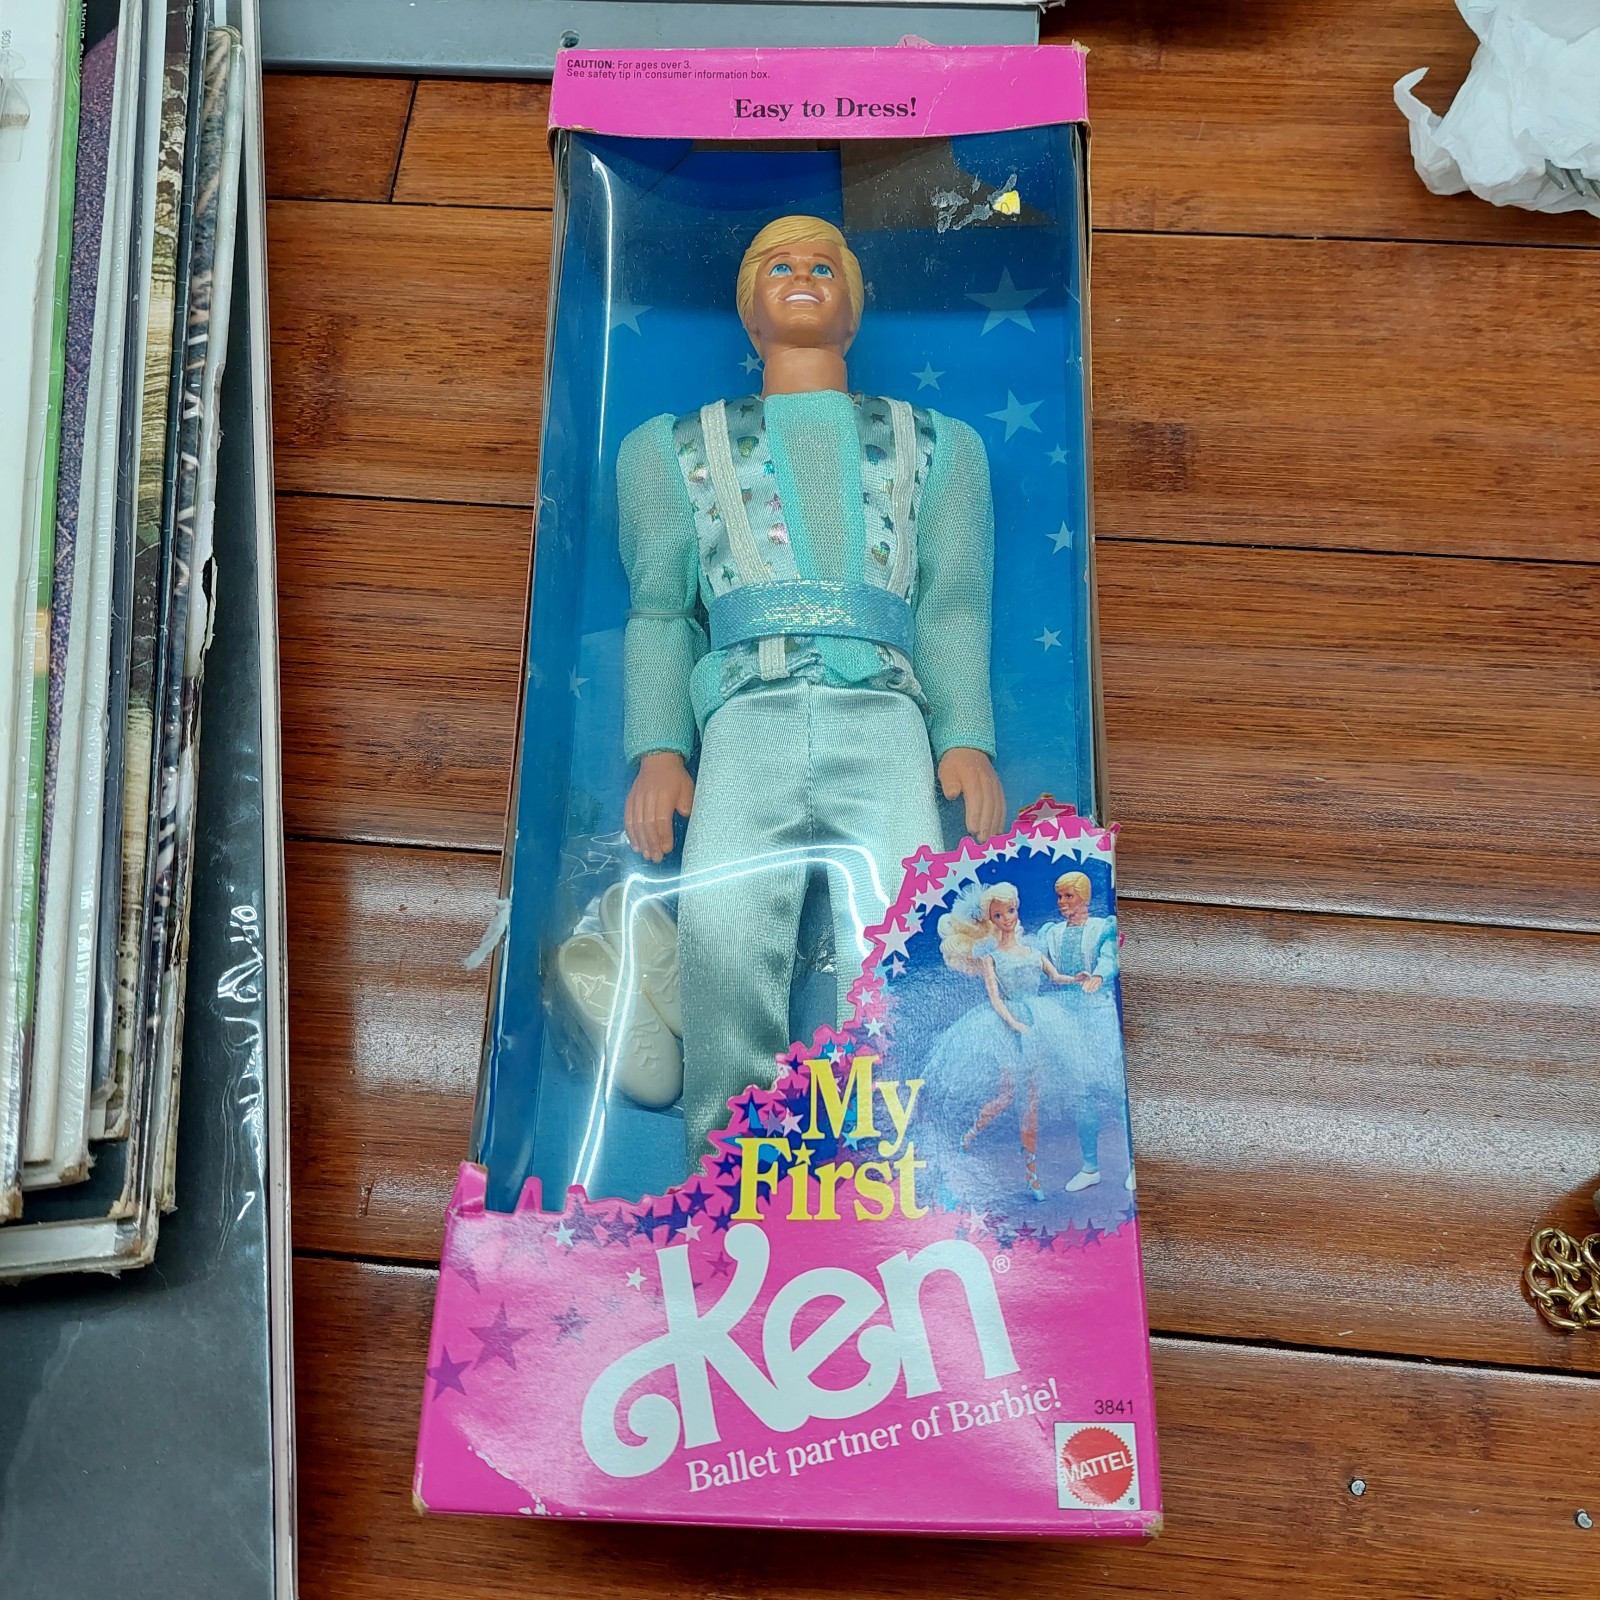 CAUTION: For ages over 3.
See safety tip in consumer information box.
Easy to Dress!
My
First
Ken®
Ballet partner of Barbie!
3841
MATTEL®